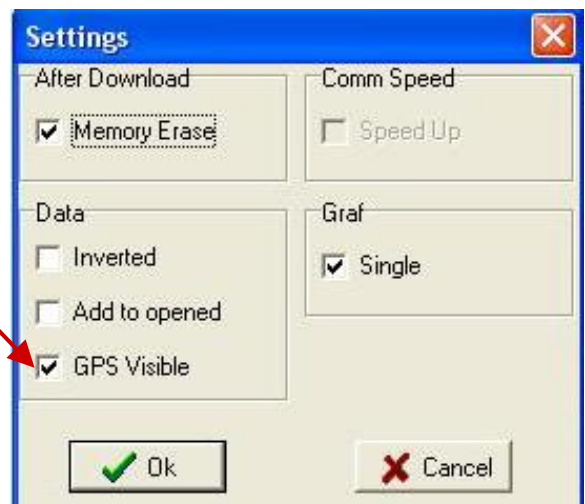 Settings
After Download
Memory Erase
Comm Speed
Speed Up
Data
Inverted
Add to opened
GPS Visible
Graf
Single
Ok
Cancel